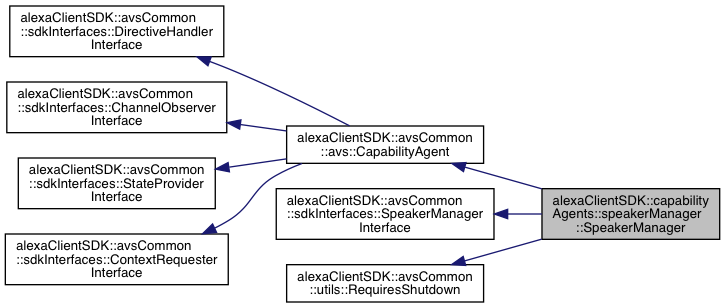 alexaClientSDK::avsCommon
::sdkInterfaces::DirectiveHandler
Interface
alexaClientSDK::avsCommon
::sdkInterfaces::ChannelObserver
Interface
alexaClientSDK::avsCommon
::avs::CapabilityAgent
alexaClientSDK::avsCommon
::sdkInterfaces::StateProvider
Interface
alexaClientSDK::avsCommon
::sdkInterfaces::SpeakerManager
Interface
alexaClientSDK::capability
Agents::speakerManager
::SpeakerManager
alexaClientSDK::avsCommon
::sdkInterfaces::ContextRequester
Interface
alexaClientSDK::avsCommon
::utils::RequiresShutdown